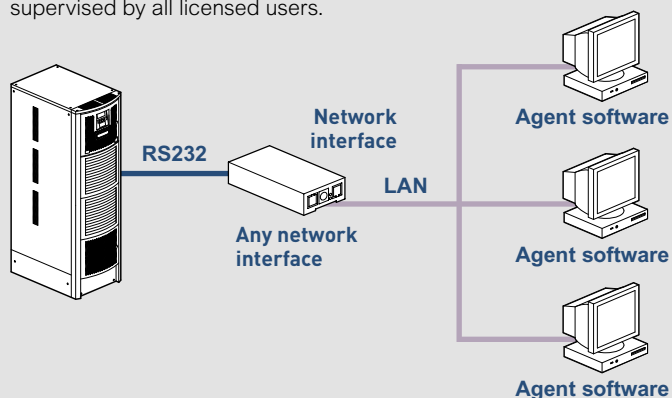 supervised by all licensed users.
Network
interface
Agent software
RS232
LAN
Any network
interface
Agent software
Agent software